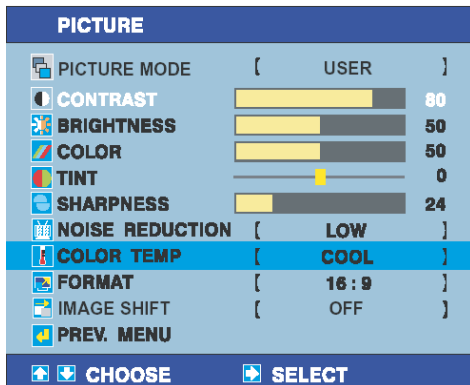 PICTURE
PICTURE MODE [ USER ]
CONTRAST 80
BRIGHTNESS 50
COLOR 50
TINT 0
SHARPNESS 24
NOISE REDUCTION [ LOW ]
COLOR TEMP [ COOL ]
FORMAT [ 16 : 9 ]
IMAGE SHIFT [ OFF ]
PREV. MENU
CHOOSE SELECT